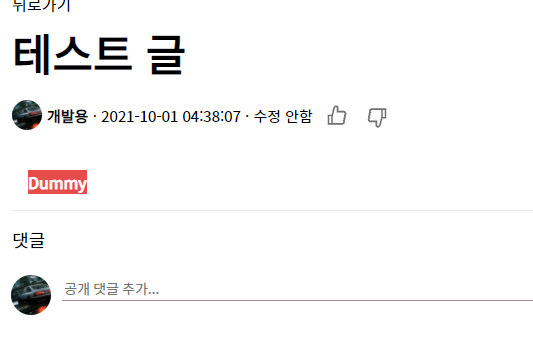 뒤로가기
테스트 글
개발용 · 2021-10-01 04:38:07 · 수정 안함
Dummy
댓글
공개 댓글 추가...